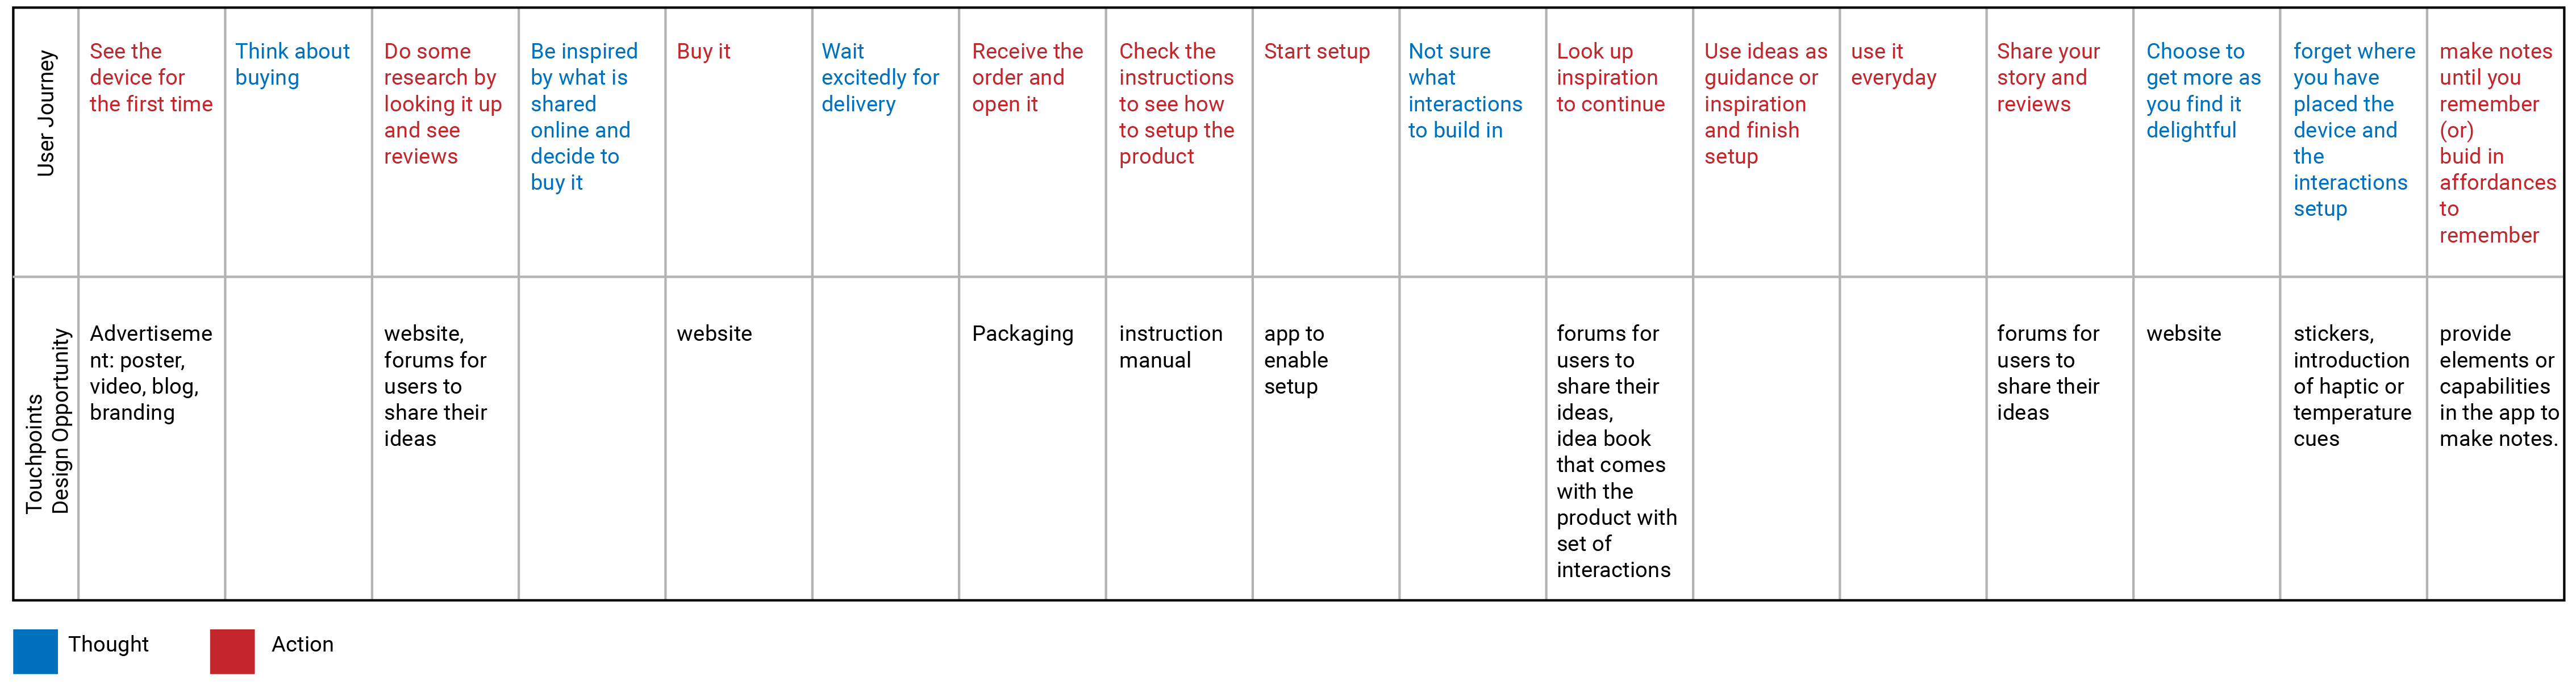 User Journey
See the
device for
the first time
Think about
buying
Do some
research by
looking it up
and see
reviews
Be inspired
by what is
shared
online and
decide to
buy it
Buy it
Wait
excitedly for
delivery
Receive the
order and
open it
Check the
instructions
to see how
to setup the
product
Start setup
Not sure
what
interactions
to build in
Look up
inspiration
to continue
Use ideas as
guidance or
inspiration
and finish
setup
use it
everyday
Share your
story and
reviews
Choose to
get more as
you find it
delightful
forget where
you have
placed the
device and
the
interactions
setup
make notes
until you
remember
(or)
buid in
affordances
to
remember
Touchpoints
Design Opportunity
Advertiseme
nt: poster,
video, blog,
branding
website,
forums for
users to
share their
ideas
website
Packaging
instruction
manual
app to
enable
setup
forums for
users to
share their
ideas,
idea book
that comes
with the
product with
set of
interactions
forums for
users to
share their
ideas
website
stickers,
introduction
of haptic or
temperature
cues
provide
elements or
capabilities
in the app to
make notes.
Thought
Action